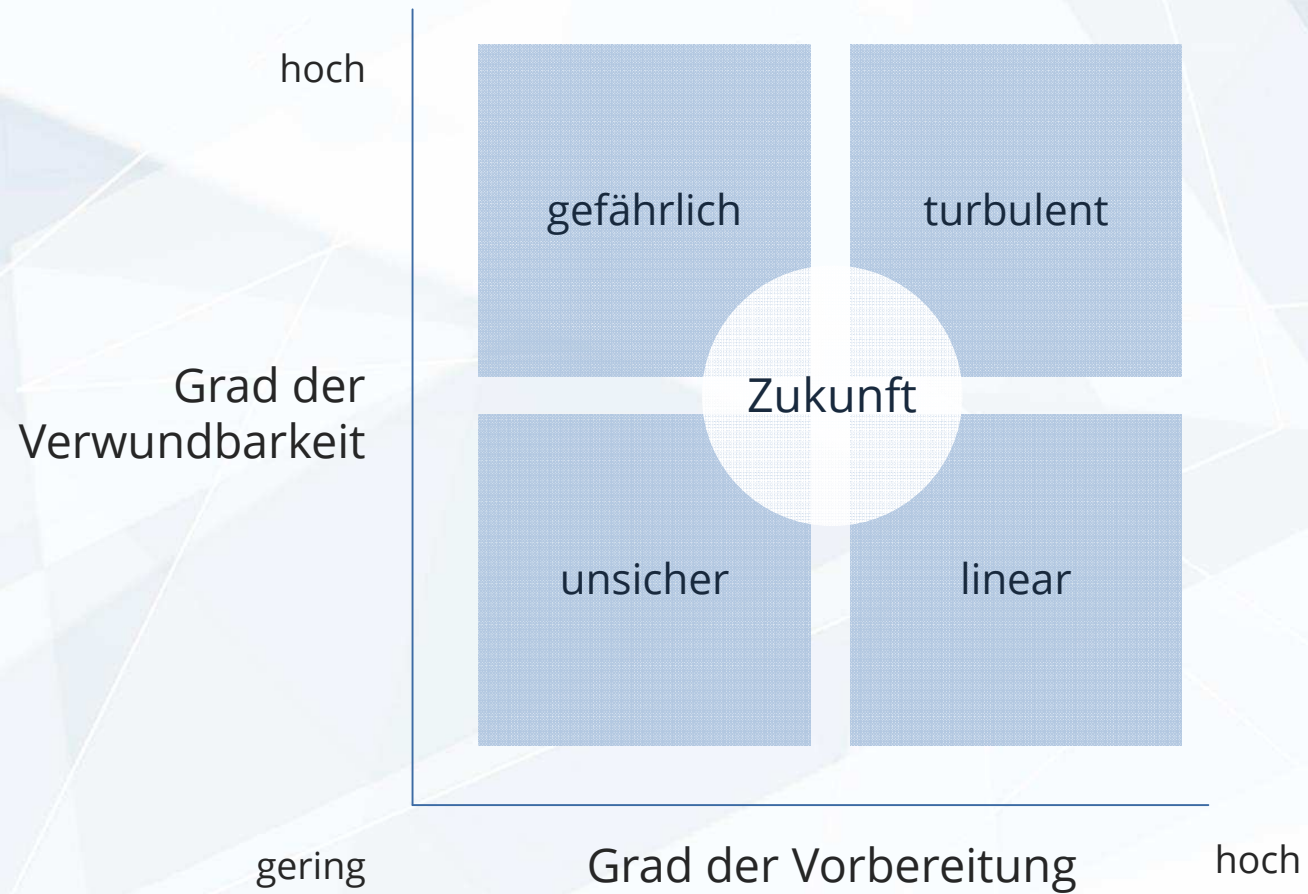 hoch
gefährlich
turbulent
Grad der
Verwundbarkeit
Zukunft
unsicher
linear
gering
Grad der Vorbereitung
hoch